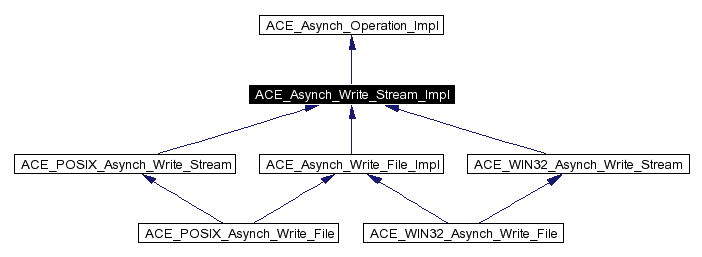 ACE_Asynch_Operation_Impl
ACE_Asynch_Write_Stream_Impl
ACE_POSIX_Asynch_Write_Stream
ACE_Asynch_Write_File_Impl
ACE_WIN32_Asynch_Write_Stream
ACE_POSIX_Asynch_Write_File
ACE_WIN32_Asynch_Write_File